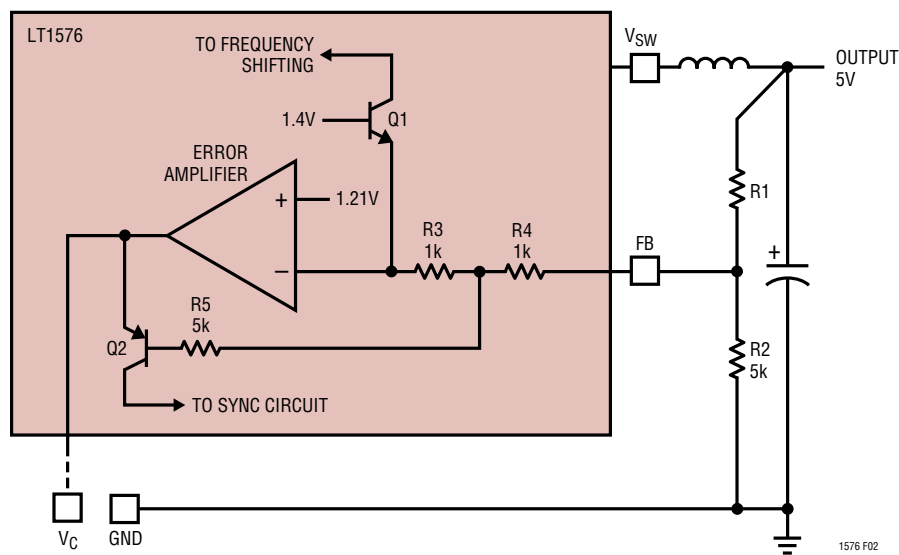 LT1576
TO FREQUENCY
SHIFTING
1.4V
Q1
ERROR
AMPLIFIER
+
1.21V
−
R3
1k
R4
1k
R5
5k
Q2
TO SYNC CIRCUIT
VSW
OUTPUT
5V
R1
FB
+
R2
5k
VC
GND
1576 F02